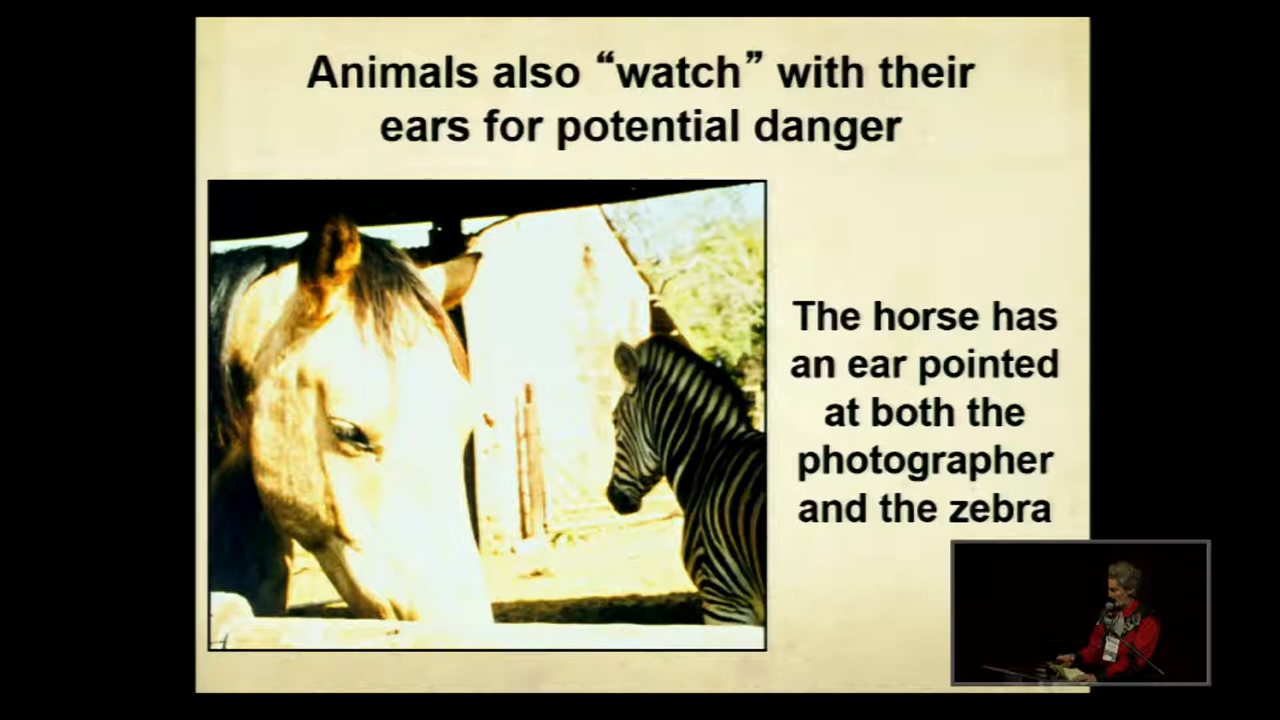 Animals also “watch” with their
ears for potential danger
The horse has
an ear pointed
at both the
photographer
and the zebra